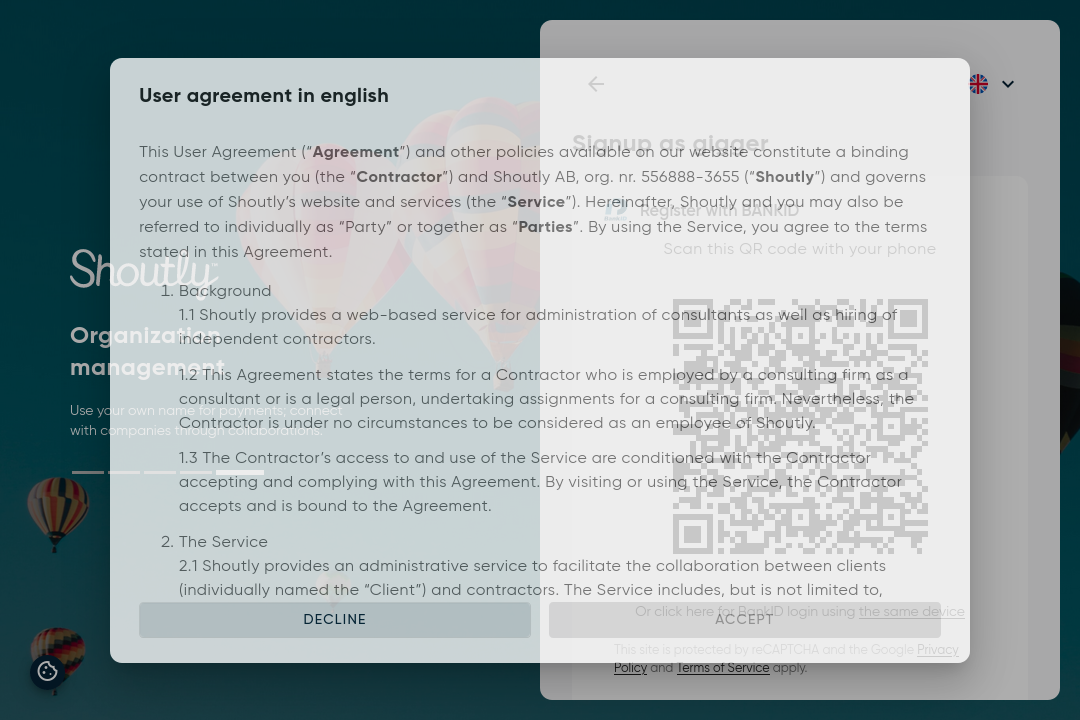 User agreement in english
This User Agreement (“Agreement”) and other policies available on our website constitute a binding
contract between you (the “Contractor”) and Shoutly AB, org. nr. 556888-3655 (“Shoutly”) and governs
your use of Shoutly’s website and services (the “Service”). Hereinafter, Shoutly and you may also be
referred to individually as ”Party” or together as “Parties”. By using the Service, you agree to the terms
stated in this Agreement.
1. Background
1.1 Shoutly provides a web-based service for administration of consultants as well as hiring of
independent contractors.
1.2 This Agreement states the terms for a Contractor who is employed by a consulting firm as a
consultant or is a legal person, undertaking assignments for a consulting firm. Nevertheless, the
Contractor is under no circumstances to be considered as an employee of Shoutly.
1.3 The Contractor’s access to and use of the Service are conditioned with the Contractor
accepting and complying with this Agreement. By visiting or using the Service, the Contractor
accepts and is bound to the Agreement.
2. The Service
2.1 Shoutly provides an administrative service to facilitate the collaboration between clients
(individually named the “Client”) and contractors. The Service includes, but is not limited to,
DECLINE
ACCEPT
Shoutly
Organization
management
Use your own name for payments; connect
with companies through collaborations.
Signup as gigger
BankID
Register with BANKID
Scan this QR code with your phone
Or click here for BankID login using the same device
This site is protected by reCAPTCHA and the Google Privacy
Policy and Terms of Service apply.